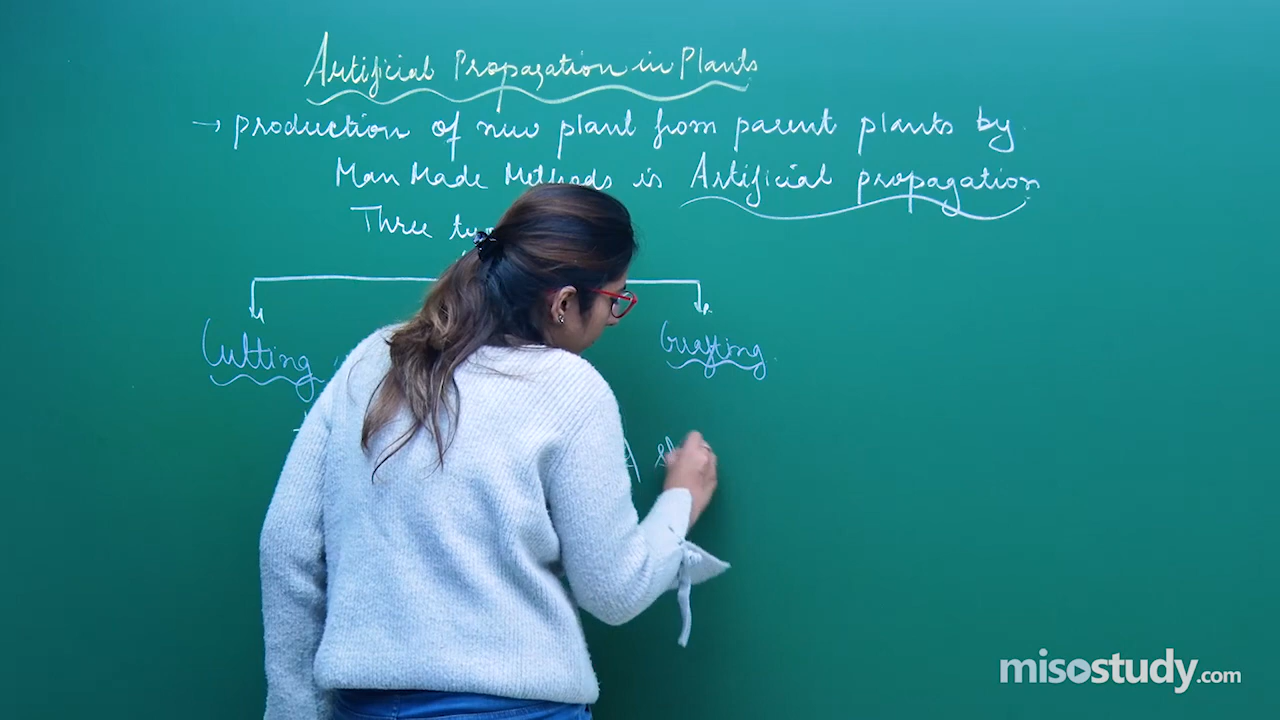 Artificial Propagation in Plants
→ production of new plant from parent plants by
Man Made Methods is Artificial propagation
Three
Cutting
Grafting
A
misostudy.com